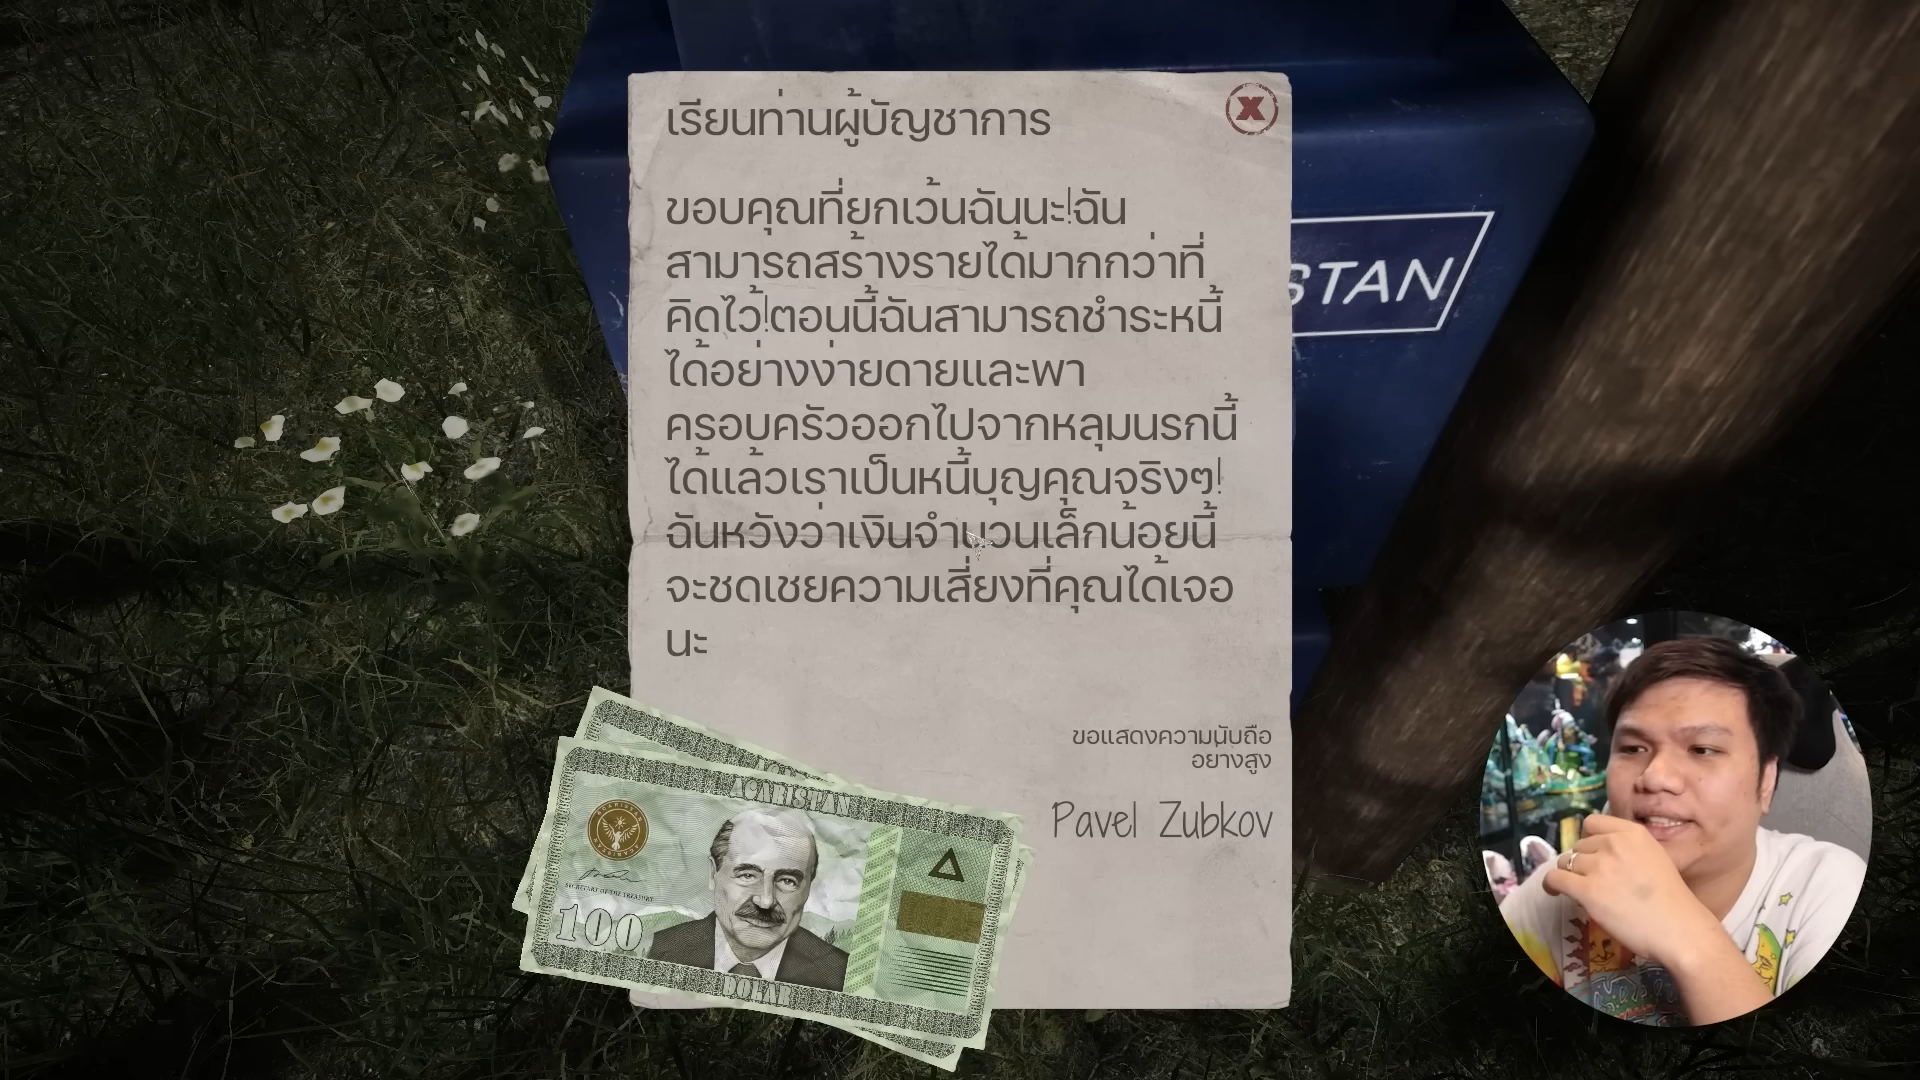 เรียนท่านผู้บัญชาการ
X
ขอบคุณที่ยกเว้นฉันนะ!ฉัน
สามารถสร้างรายได้มากกว่าที่
คิดไว้!ตอนนี้ฉันสามารถชำระหนี้
ได้อย่างง่ายดายและพา
ครอบครัวออกไปจากหลุมนรกนี้
ได้แล้วเราเป็นหนี้บุญคุณจริงๆ!
ฉันหวังว่าเงินจำนวนเล็กน้อยนี้
จะชดเชยความเสี่ยงที่คุณได้เจอ
นะ
ขอแสดงความนับถือ
อย่างสูง
Pavel Zubkov
STAN
ACARISTAN
SECRETARY OF THE TREASURY
100
DOLAR